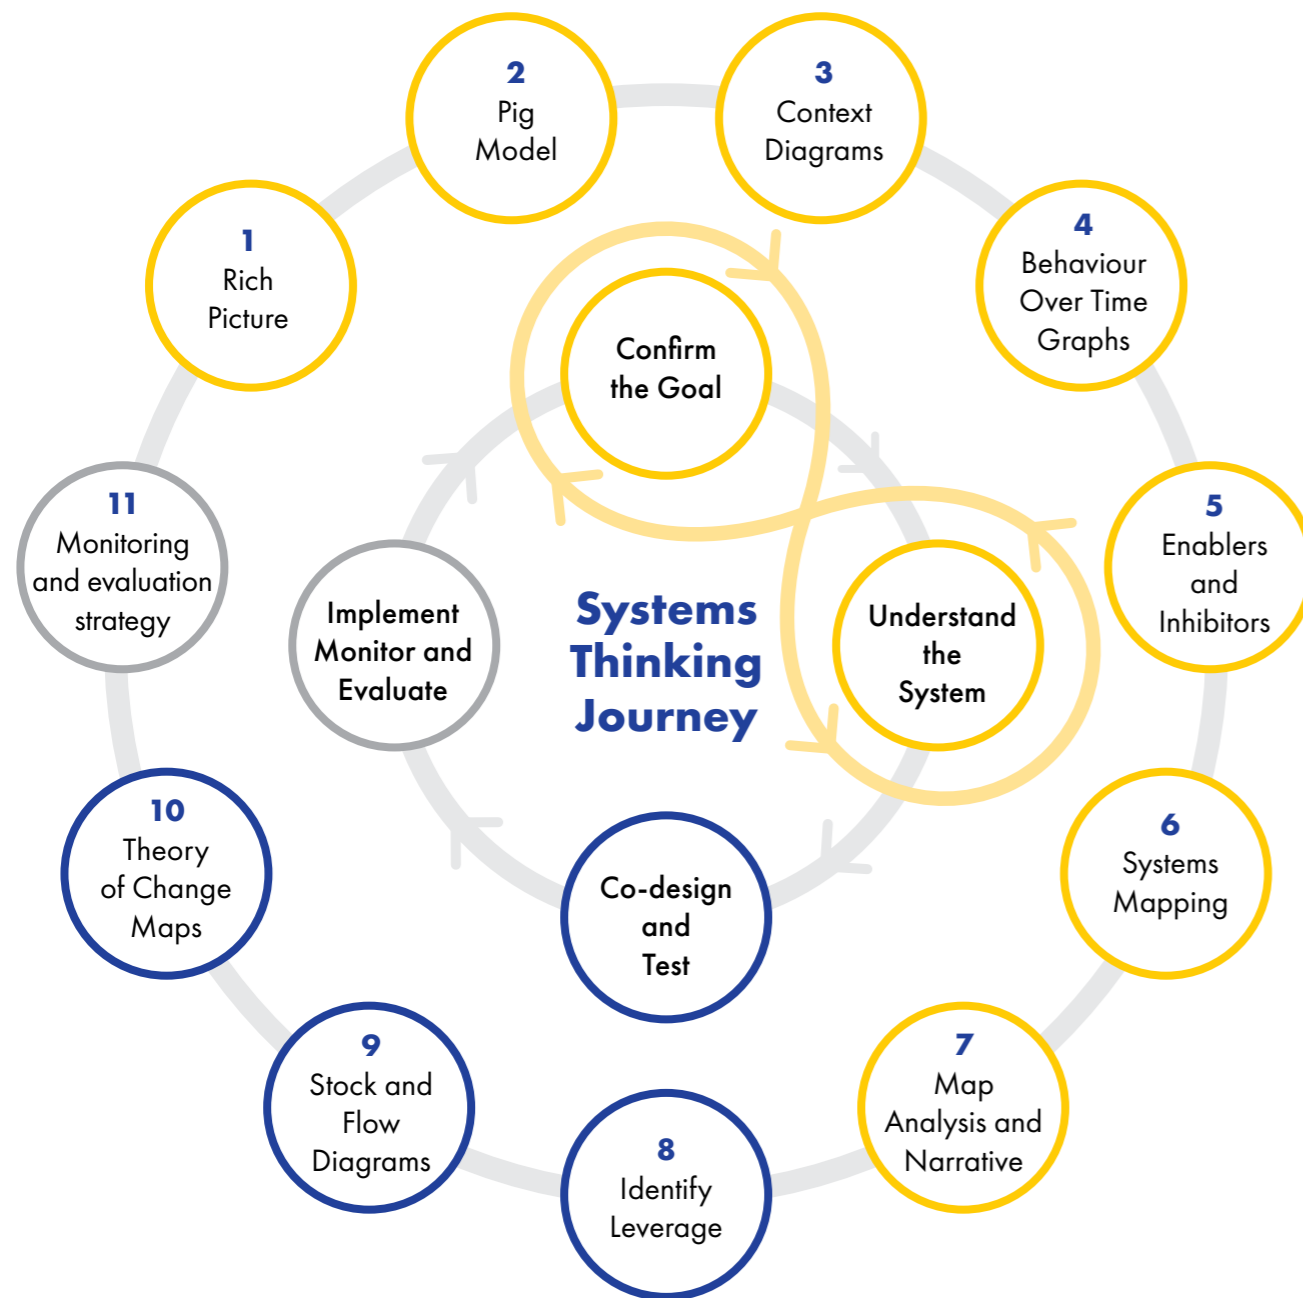 1
Rich
Picture
2
Pig
Model
3
Context
Diagrams
4
Behaviour
Over Time
Graphs
5
Enablers
and
Inhibitors
6
Systems
Mapping
7
Map
Analysis and
Narrative
8
Identify
Leverage
9
Stock and
Flow
Diagrams
10
Theory
of Change
Maps
11
Monitoring
and evaluation
strategy
Confirm
the Goal
Understand
the
System
Co-design
and
Test
Implement
Monitor and
Evaluate
Systems
Thinking
Journey